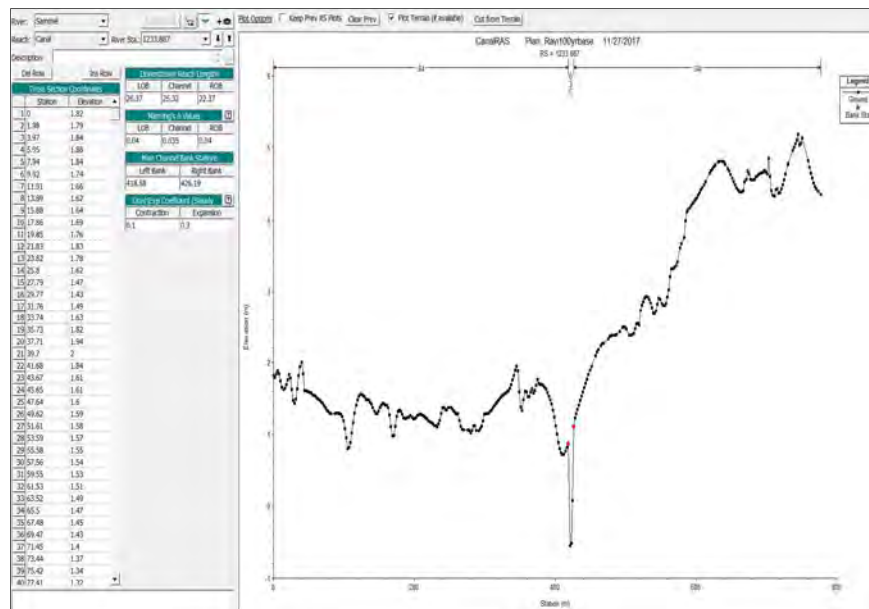 River: Sammel
Reach: Canal River Sta.: 1233.667
Description
Del Row Ins Row
Cross Section Coordinates
Station Elevation
1 0 1.82
2 1.98 1.79
3 3.97 1.84
4 5.95 1.88
5 7.94 1.84
6 9.92 1.74
7 11.91 1.66
8 13.89 1.62
9 15.88 1.64
10 17.86 1.69
11 19.85 1.76
12 21.83 1.83
13 23.82 1.78
14 25.8 1.62
15 27.79 1.47
16 29.77 1.43
17 31.76 1.49
18 33.74 1.63
19 35.73 1.82
20 37.71 1.94
21 39.7 2
22 41.68 1.84
23 43.67 1.61
24 45.65 1.61
25 47.64 1.6
26 49.62 1.59
27 51.61 1.58
28 53.59 1.57
29 55.58 1.55
30 57.56 1.54
31 59.55 1.53
32 61.53 1.51
33 63.52 1.49
34 65.5 1.47
35 67.48 1.45
36 69.47 1.43
37 71.45 1.4
38 73.44 1.37
39 75.42 1.34
40 77.41 1.32
Downstream Reach Lengths
LOB Channel ROB
26.37 25.32 22.37
Manning's n Values
LOB Channel ROB
0.04 0.035 0.04
Main Channel Bank Stations
Left Bank Right Bank
418.58 426.19
Cont\Exp Coefficient (Steady
Contraction Expansion
0.1 0.3
Plot Options Keep Prev XS Plots Clear Prev Plot Terrain (if available) Cut from Terrain
CanalRAS Plan_Rayi100yrbase 11/27/2017
RS = 1233.667
Legend
Ground
Bank Sta
Elevation (m)
200 400 800
Station (m)